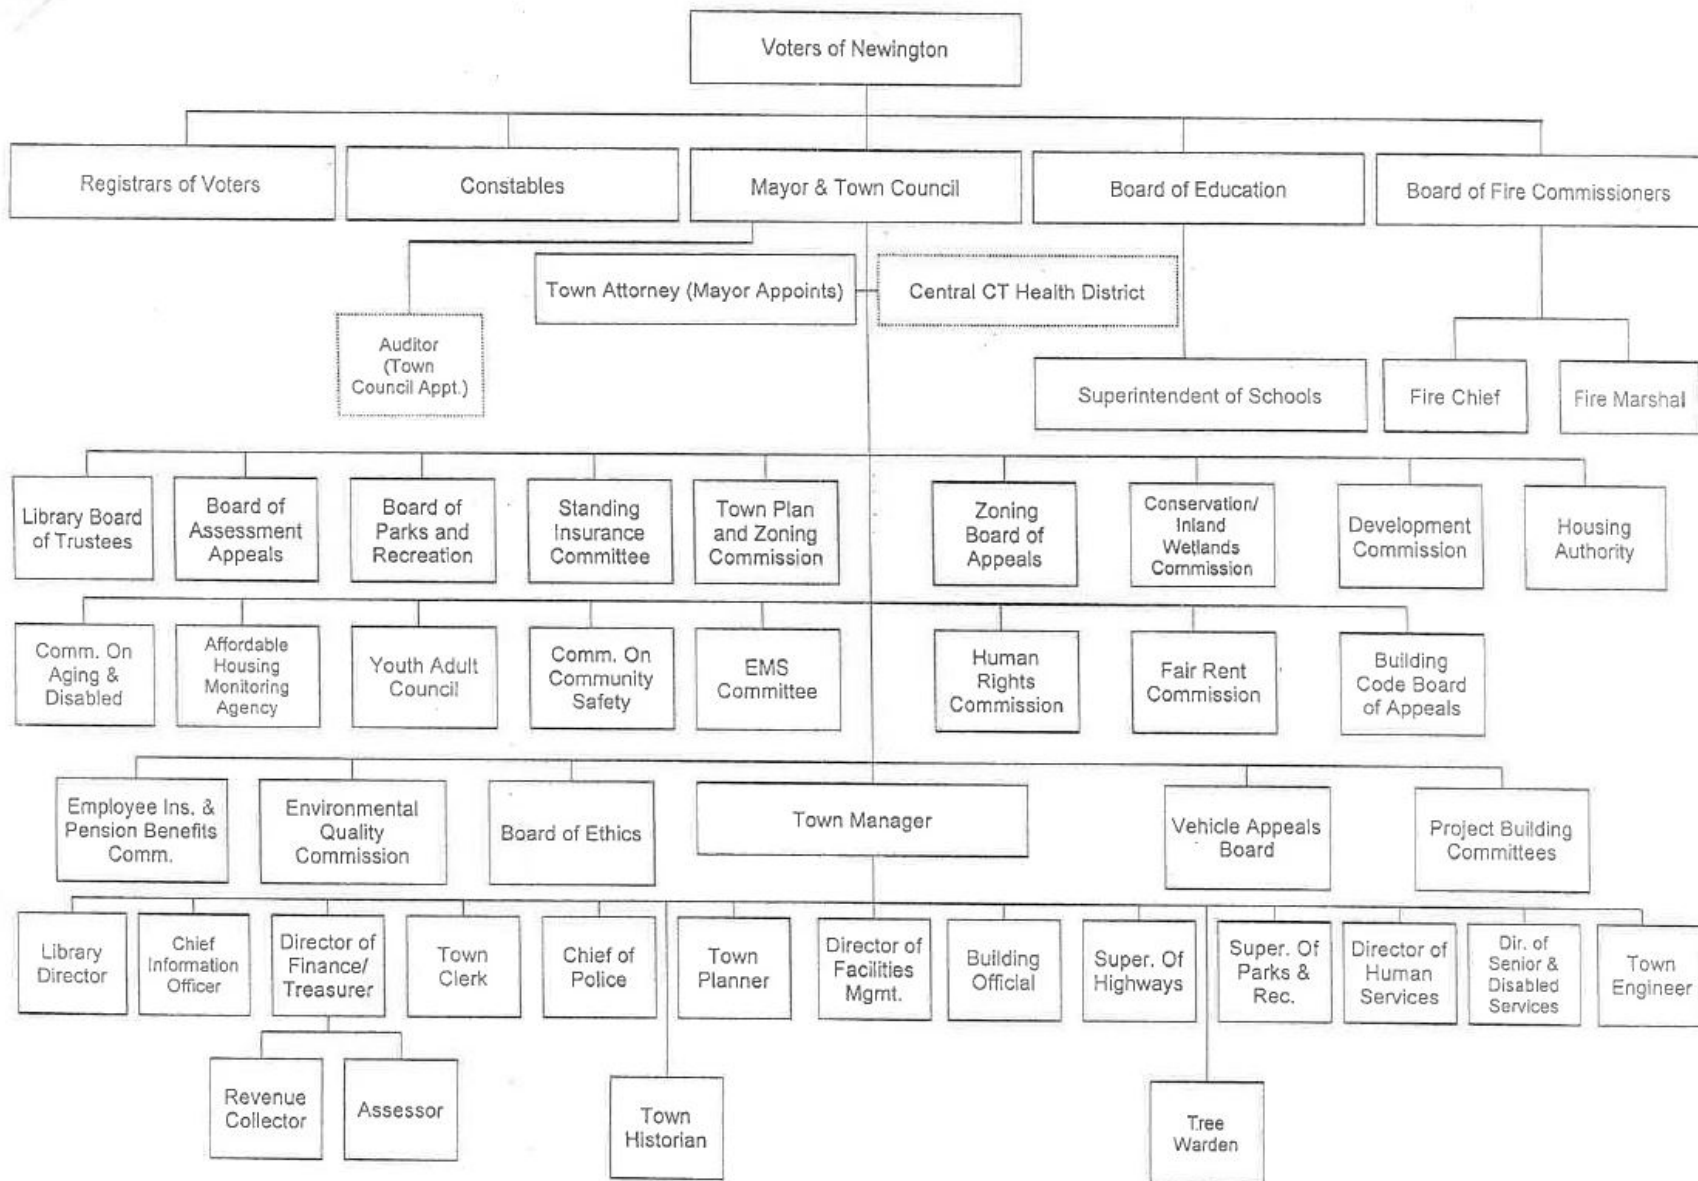 Voters of Newington
Registrars of Voters
Constables
Mayor & Town Council
Board of Education
Board of Fire Commissioners
Town Attorney (Mayor Appoints)
Central CT Health District
Auditor
(Town
Council Appt.)
Superintendent of Schools
Fire Chief
Fire Marshal
Library Board
of Trustees
Board of
Assessment
Appeals
Board of
Parks and
Recreation
Standing
Insurance
Committee
Town Plan
and Zoning
Commission
Zoning
Board of
Appeals
Conservation/
Inland
Wetlands
Commission
Development
Commission
Housing
Authority
Comm. On
Aging &
Disabled
Affordable
Housing
Monitoring
Agency
Youth Adult
Council
Comm. On
Community
Safety
EMS
Committee
Human
Rights
Commission
Fair Rent
Commission
Building
Code Board
of Appeals
Employee Ins. &
Pension Benefits
Comm.
Environmental
Quality
Commission
Board of Ethics
Town Manager
Vehicle Appeals
Board
Project Building
Committees
Library
Director
Chief
Information
Officer
Director of
Finance/
Treasurer
Town
Clerk
Chief of
Police
Town
Planner
Director of
Facilities
Mgmt.
Building
Official
Super. Of
Highways
Super. Of
Parks &
Rec.
Director of
Human
Services
Dir. of
Senior &
Disabled
Services
Town
Engineer
Revenue
Collector
Assessor
Town
Historian
Tree
Warden